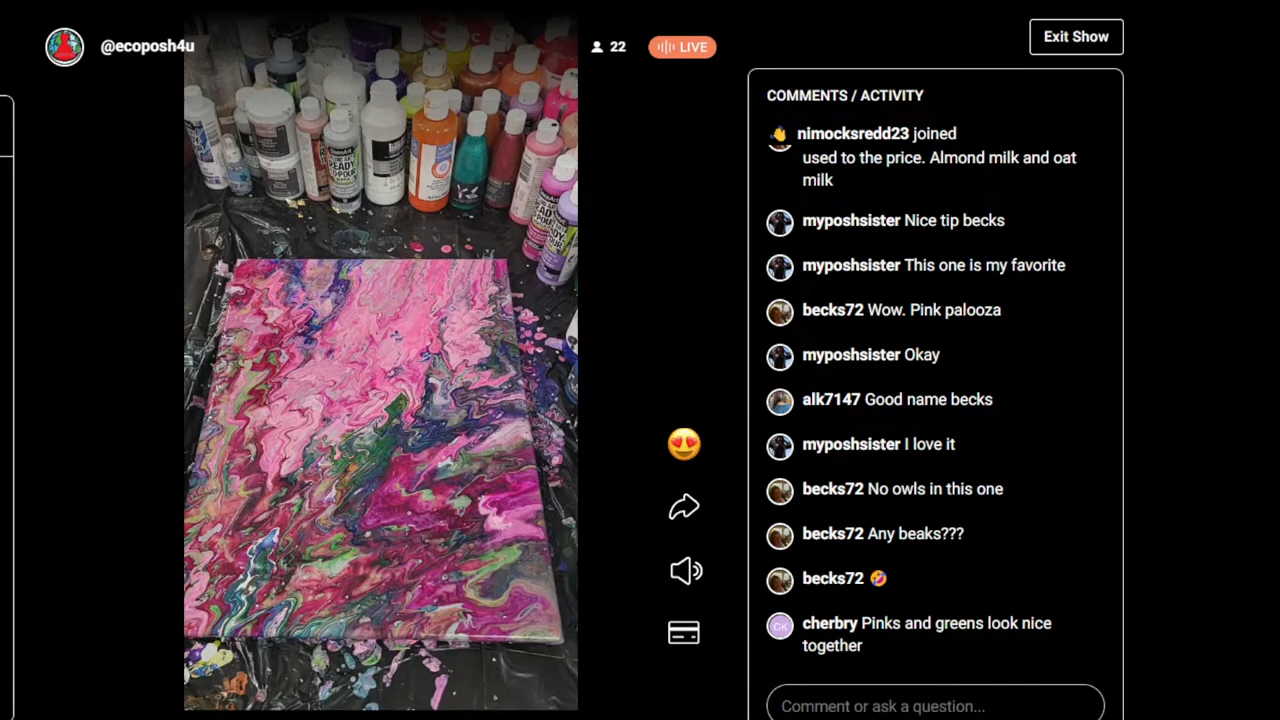 @ecoposh4u
22
LIVE
Exit Show
COMMENTS / ACTIVITY
nimocksredd23 joined
used to the price. Almond milk and oat
milk
myposhsister Nice tip becks
myposhsister This one is my favorite
becks72 Wow. Pink palooza
myposhsister Okay
alk7147 Good name becks
myposhsister I love it
becks72 No owls in this one
becks72 Any beaks???
becks72 🤣
CK
cherbry Pinks and greens look nice
together
Comment or ask a question...
READY